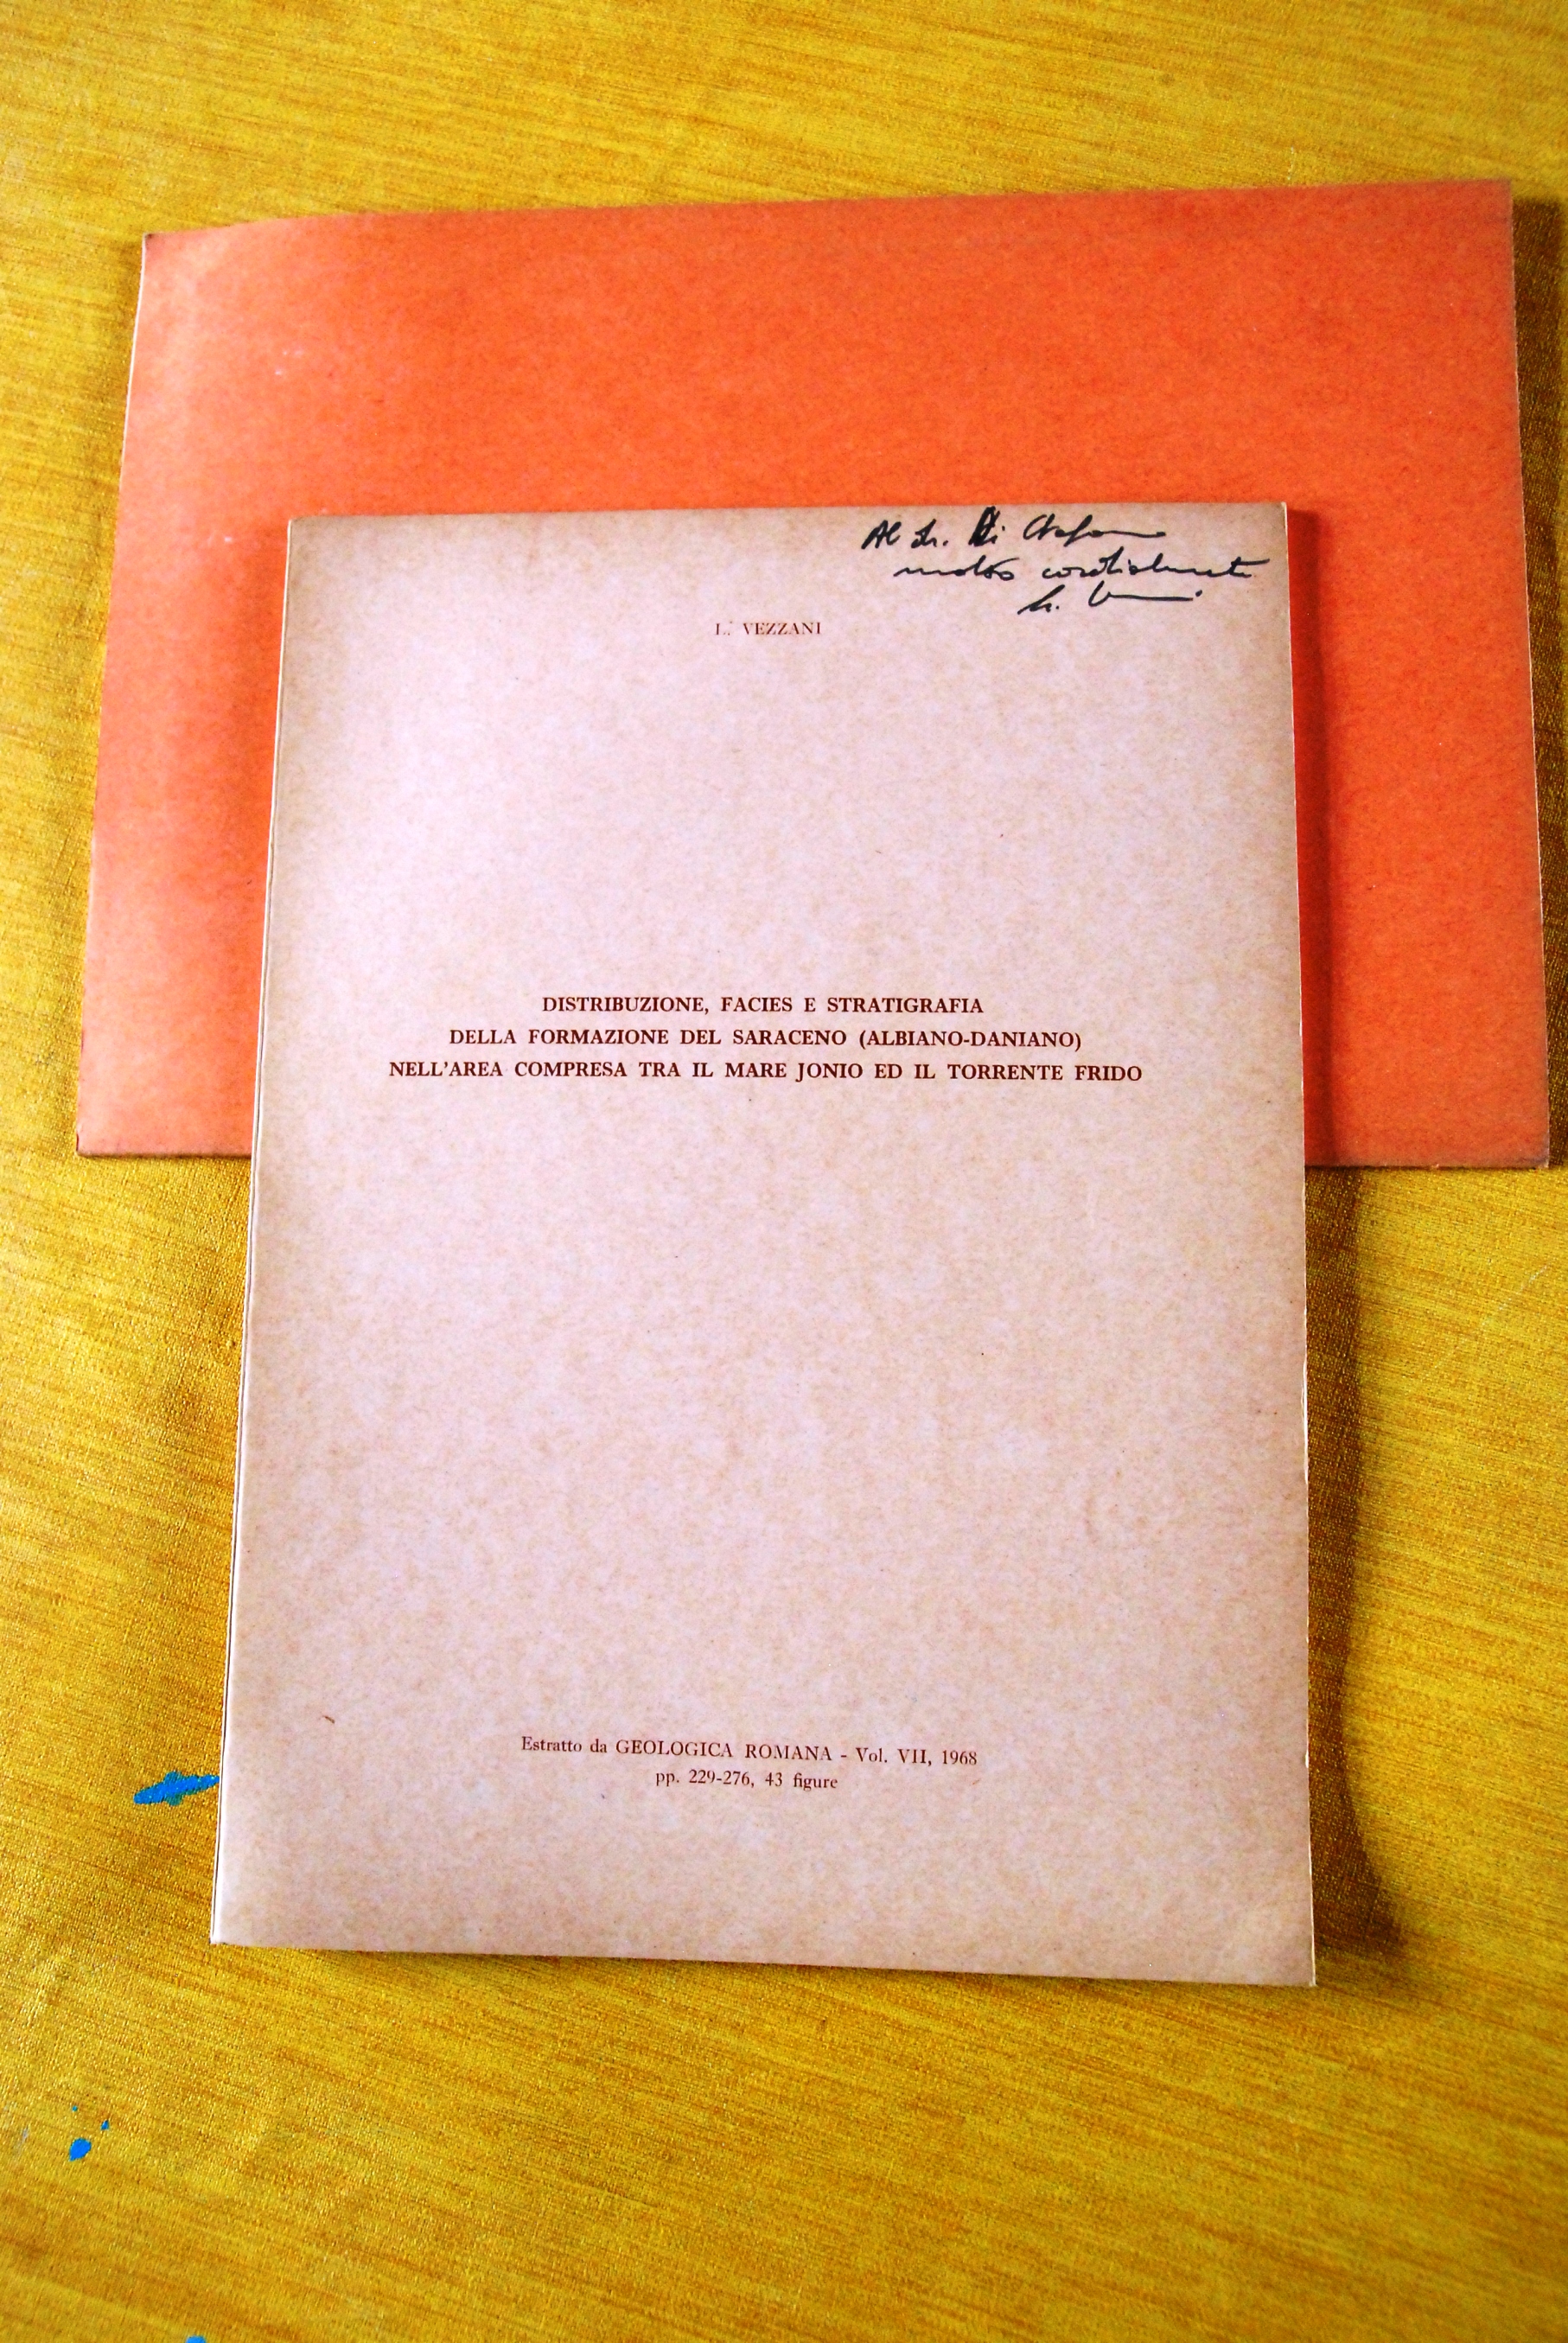 Al Dr. Di Stefano
molto cordialmente
L.
L. VEZZANI
DISTRIBUZIONE, FACIES E STRATIGRAFIA
DELLA FORMAZIONE DEL SARACENO (ALBIANO-DANIANO)
NELL'AREA COMPRESA TRA IL MARE JONIO ED IL TORRENTE FRIDO
Estratto da GEOLOGICA ROMANA - Vol. VII, 1968
pp. 229-276, 43 figure